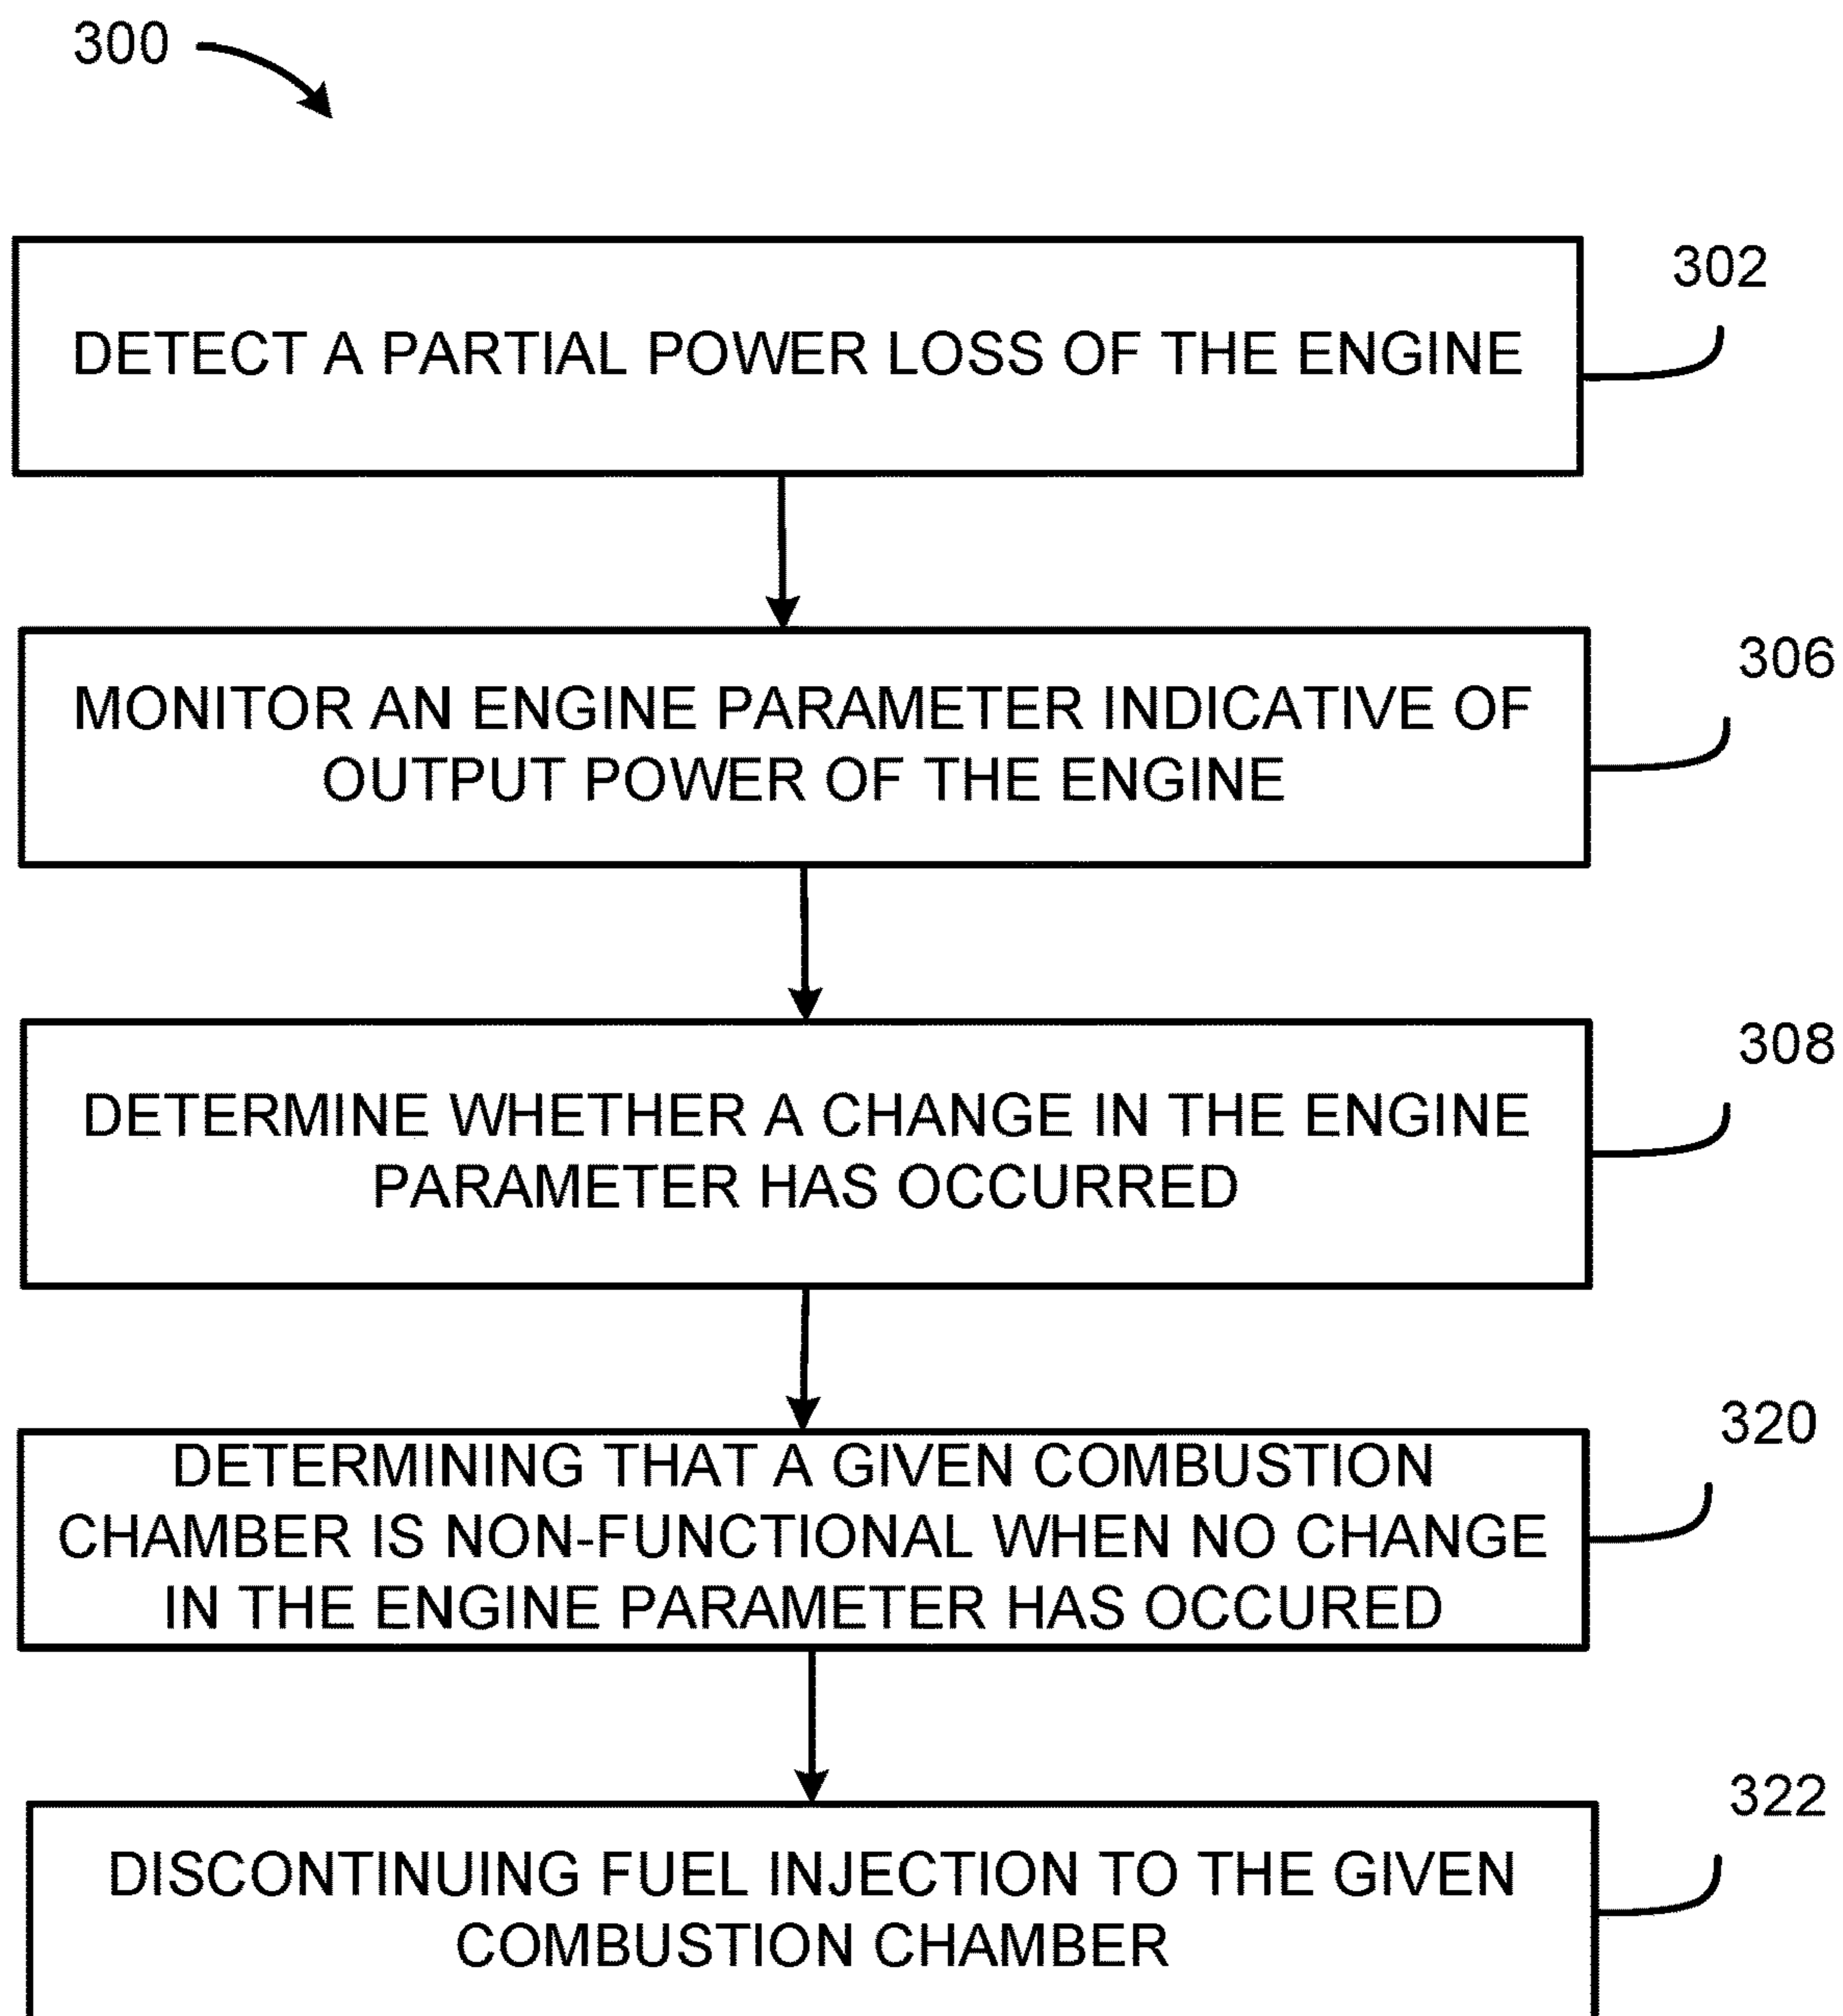 300
302
DETECT A PARTIAL POWER LOSS OF THE ENGINE
306
MONITOR AN ENGINE PARAMETER INDICATIVE OF
OUTPUT POWER OF THE ENGINE
308
DETERMINE WHETHER A CHANGE IN THE ENGINE
PARAMETER HAS OCCURRED
320
DETERMINING THAT A GIVEN COMBUSTION
CHAMBER IS NON-FUNCTIONAL WHEN NO CHANGE
IN THE ENGINE PARAMETER HAS OCCURED
322
DISCONTINUING FUEL INJECTION TO THE GIVEN
COMBUSTION CHAMBER